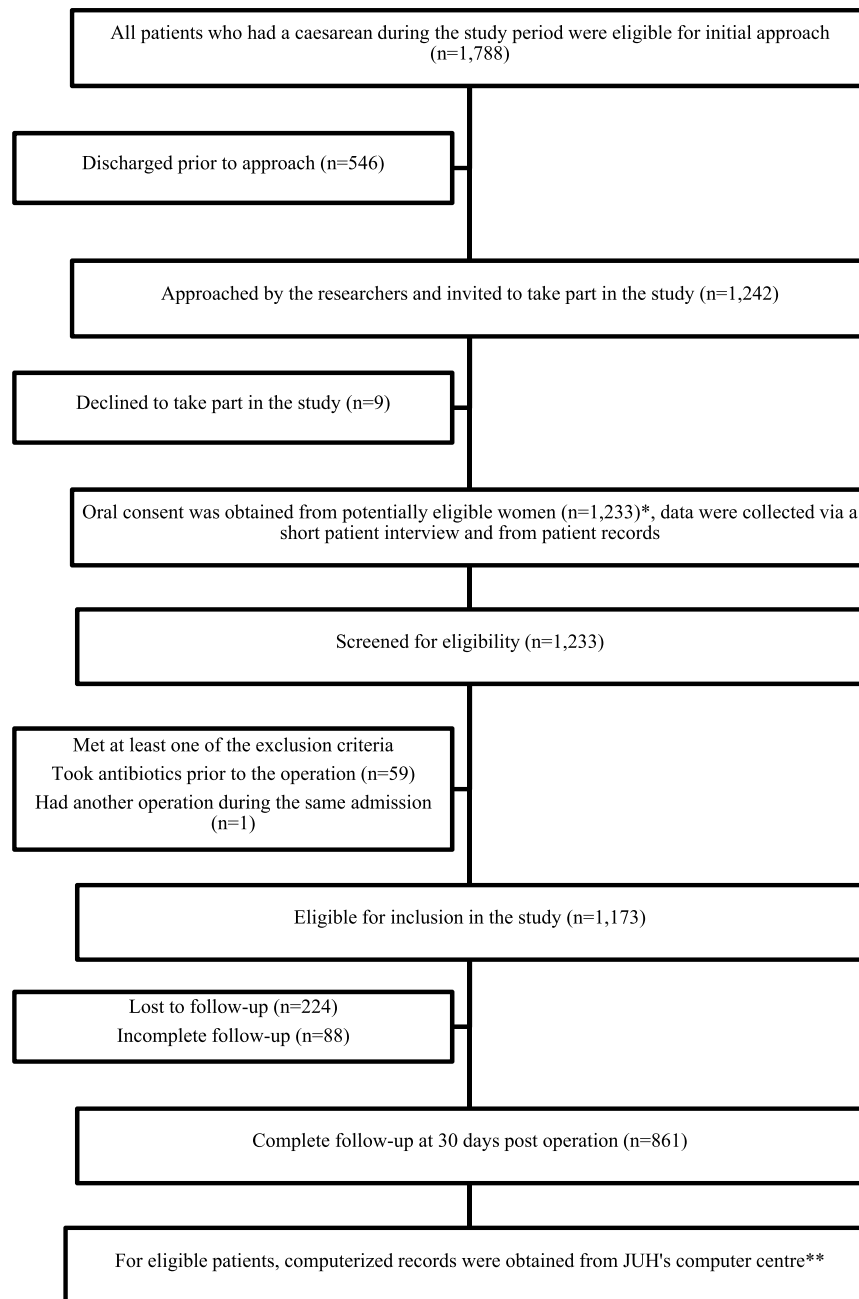 All patients who had a caesarean during the study period were eligible for initial approach
(n=1,788)
Discharged prior to approach (n=546)
Approached by the researchers and invited to take part in the study (n=1,242)
Declined to take part in the study (n=9)
Oral consent was obtained from potentially eligible women (n=1,233)*, data were collected via a
short patient interview and from patient records
Screened for eligibility (n=1,233)
Met at least one of the exclusion criteria
Took antibiotics prior to the operation (n=59)
Had another operation during the same admission
(n=1)
Eligible for inclusion in the study (n=1,173)
Lost to follow-up (n=224)
Incomplete follow-up (n=88)
Complete follow-up at 30 days post operation (n=861)
For eligible patients, computerized records were obtained from JUH's computer centre**